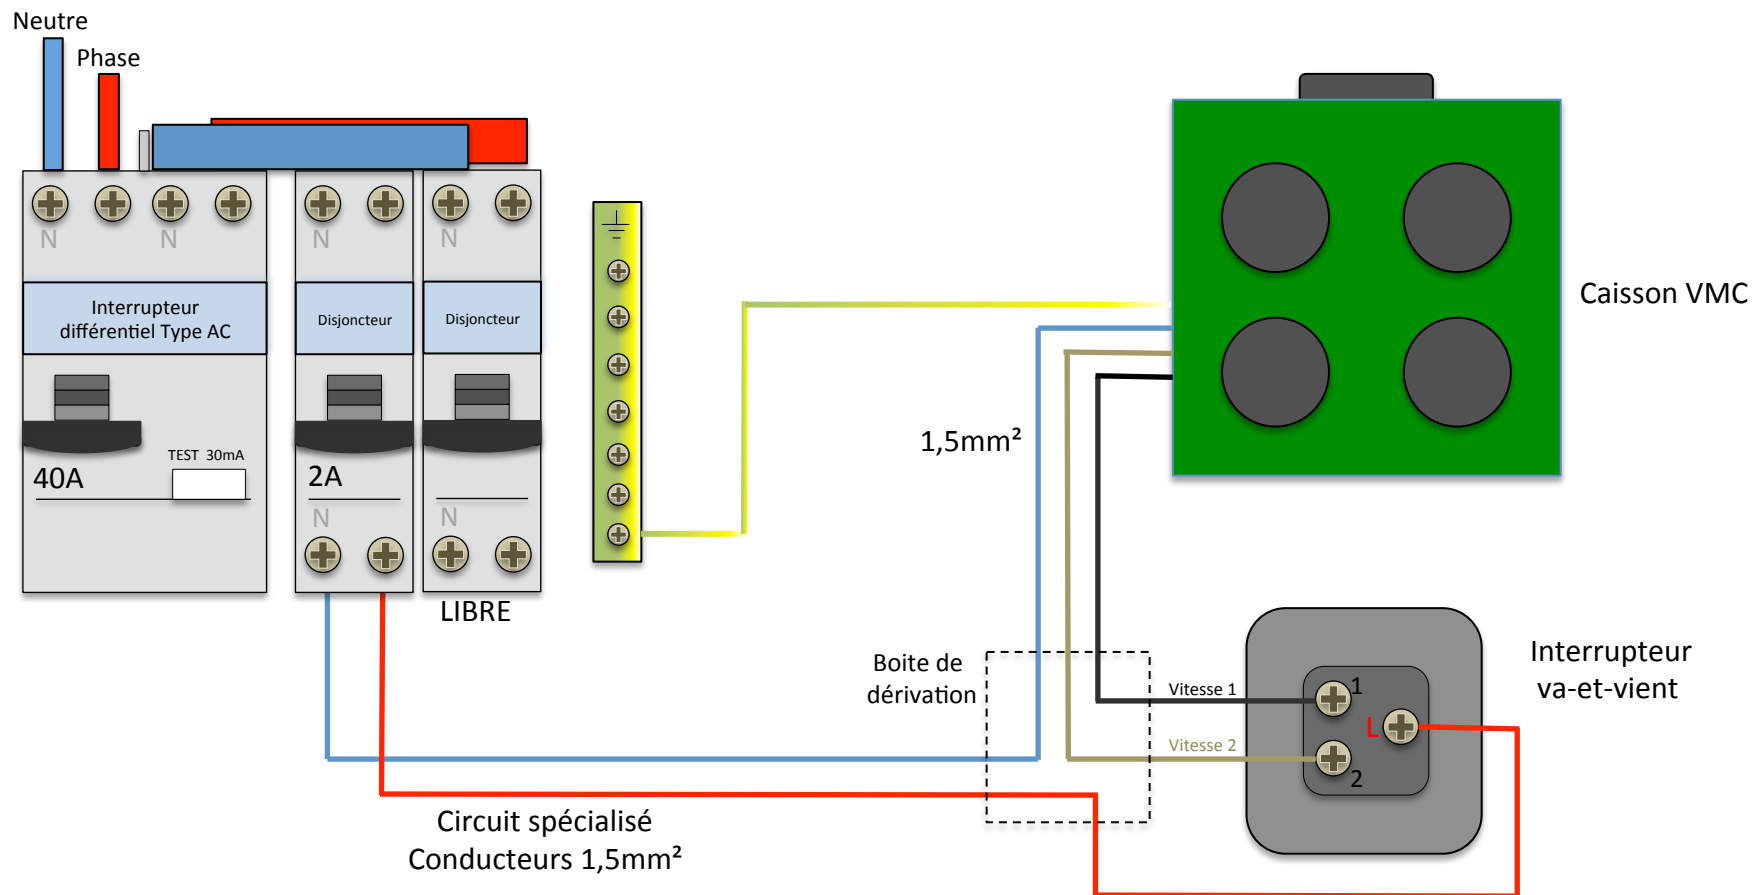 Neutre
Phase
N
N
N
N
Interrupteur
différentiel Type AC
Disjoncteur
Disjoncteur
Caisson VMC
TEST 30mA
40A
2A
1,5mm²
N
N
LIBRE
Boite de
dérivation
Interrupteur
va-et-vient
Vitesse 1
1
L
Vitesse 2
2
Circuit spécialisé
Conducteurs 1,5mm²